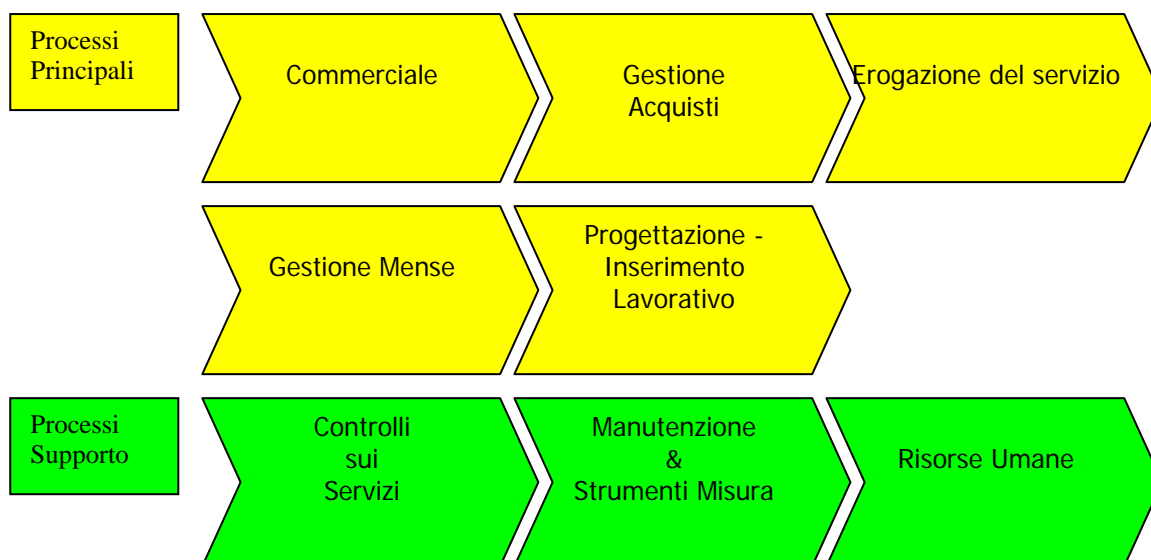 Processi
Principali
Commerciale
Gestione
Acquisti
Erogazione del servizio
Gestione Mense
Progettazione -
Inserimento
Lavorativo
Processi
Supporto
Controlli
sui
Servizi
Manutenzione
&
Strumenti Misura
Risorse Umane